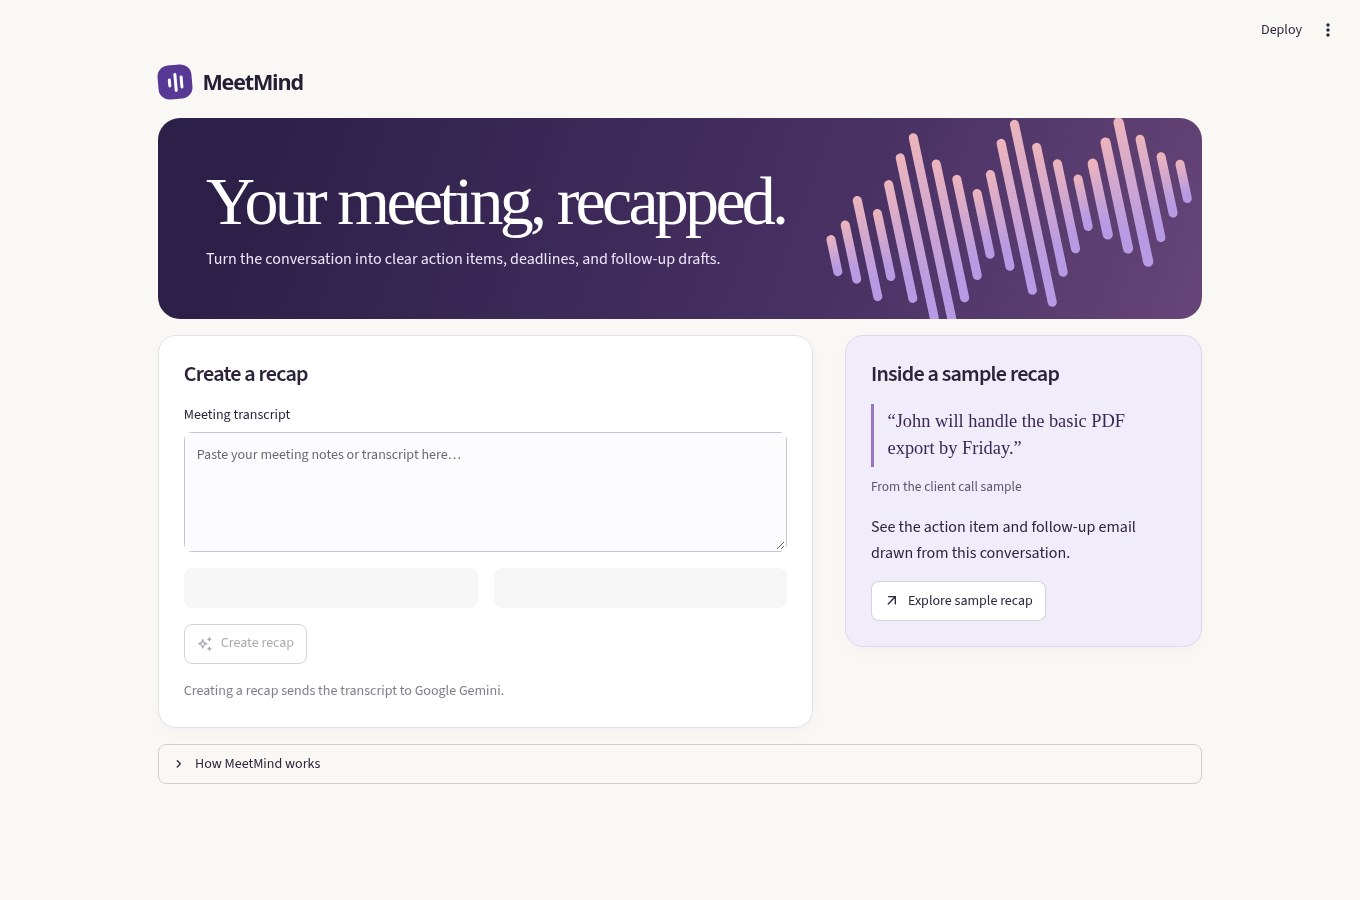 Deploy
MeetMind
Your meeting, recapped.
Turn the conversation into clear action items, deadlines, and follow-up drafts.
Create a recap
Meeting transcript
Paste your meeting notes or transcript here…
Create recap
Creating a recap sends the transcript to Google Gemini.
Inside a sample recap
“John will handle the basic PDF
export by Friday.”
From the client call sample
See the action item and follow-up email
drawn from this conversation.
Explore sample recap
How MeetMind works